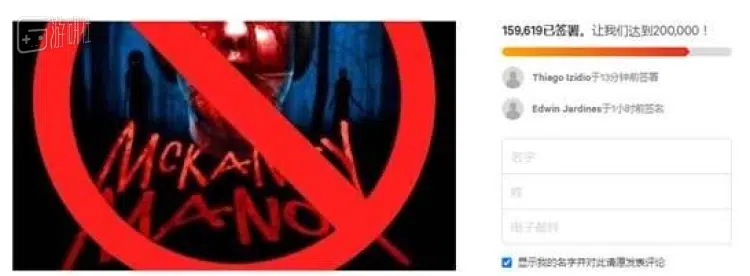 游研社
McKAMEY
MANOR
159,619已签署。让我们达到200,000！
Thiago Izidio于13分钟前签署
Edwin Jardines于1小时前签名
名字
姓
电子邮件
显示我的名字并对此请愿发表评论